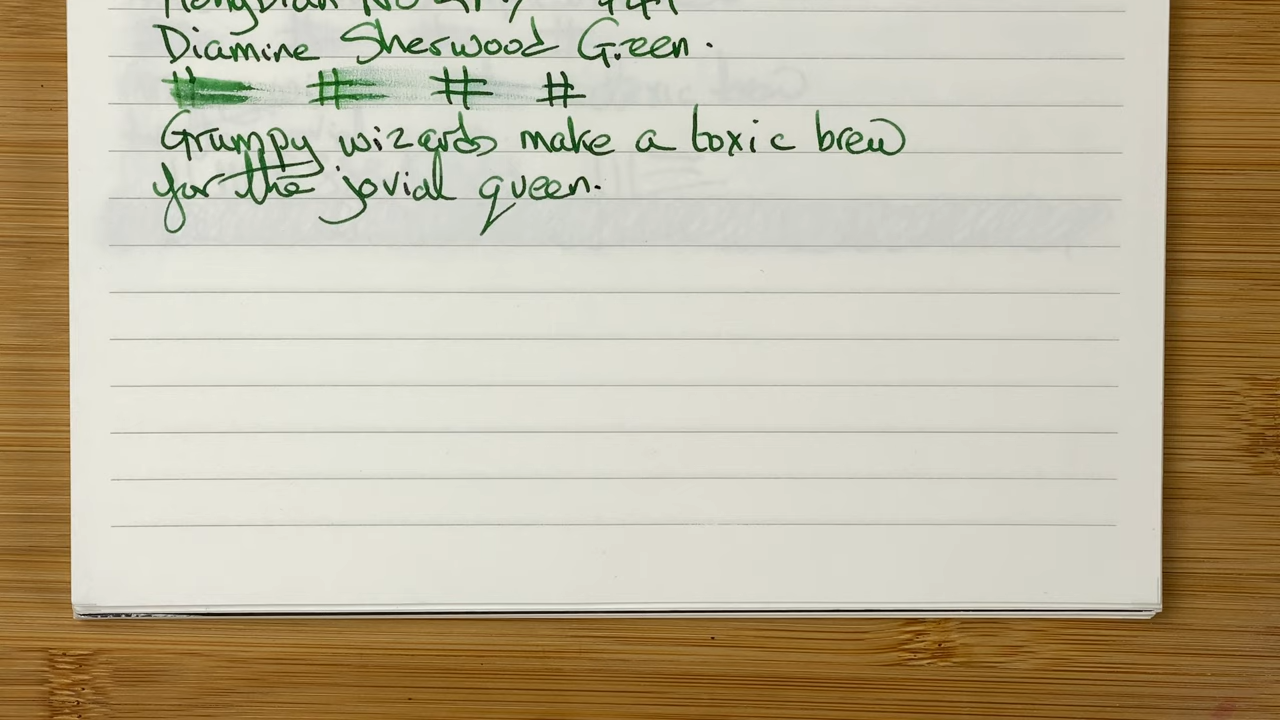 Diamine Sherwood Green.
# # # #
Grumpy wizards make a toxic brew
for the jovial queen.